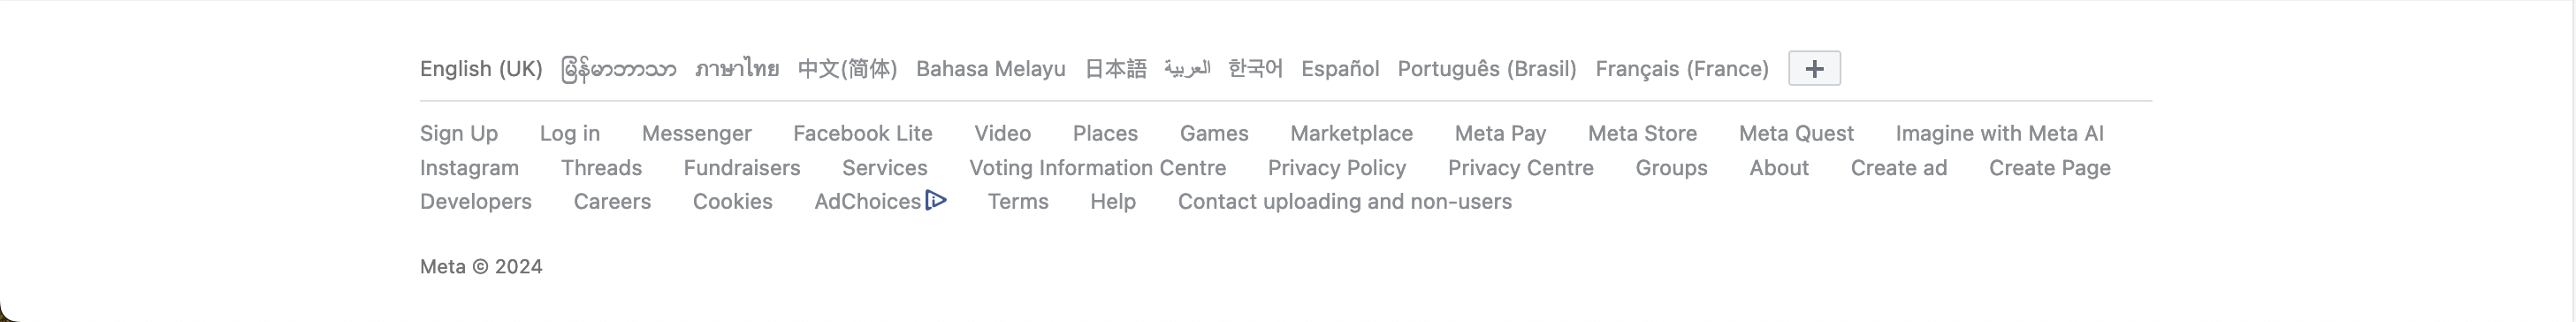 English (UK) မြန်မာဘာသာ ภาษาไทย 中文(简体) Bahasa Melayu 日本語 العربية 한국어 Español Português (Brasil) Français (France) +
Sign Up Log in Messenger Facebook Lite Video Places Games Marketplace Meta Pay Meta Store Meta Quest Imagine with Meta AI
Instagram Threads Fundraisers Services Voting Information Centre Privacy Policy Privacy Centre Groups About Create ad Create Page
Developers Careers Cookies AdChoices Terms Help Contact uploading and non-users
Meta © 2024